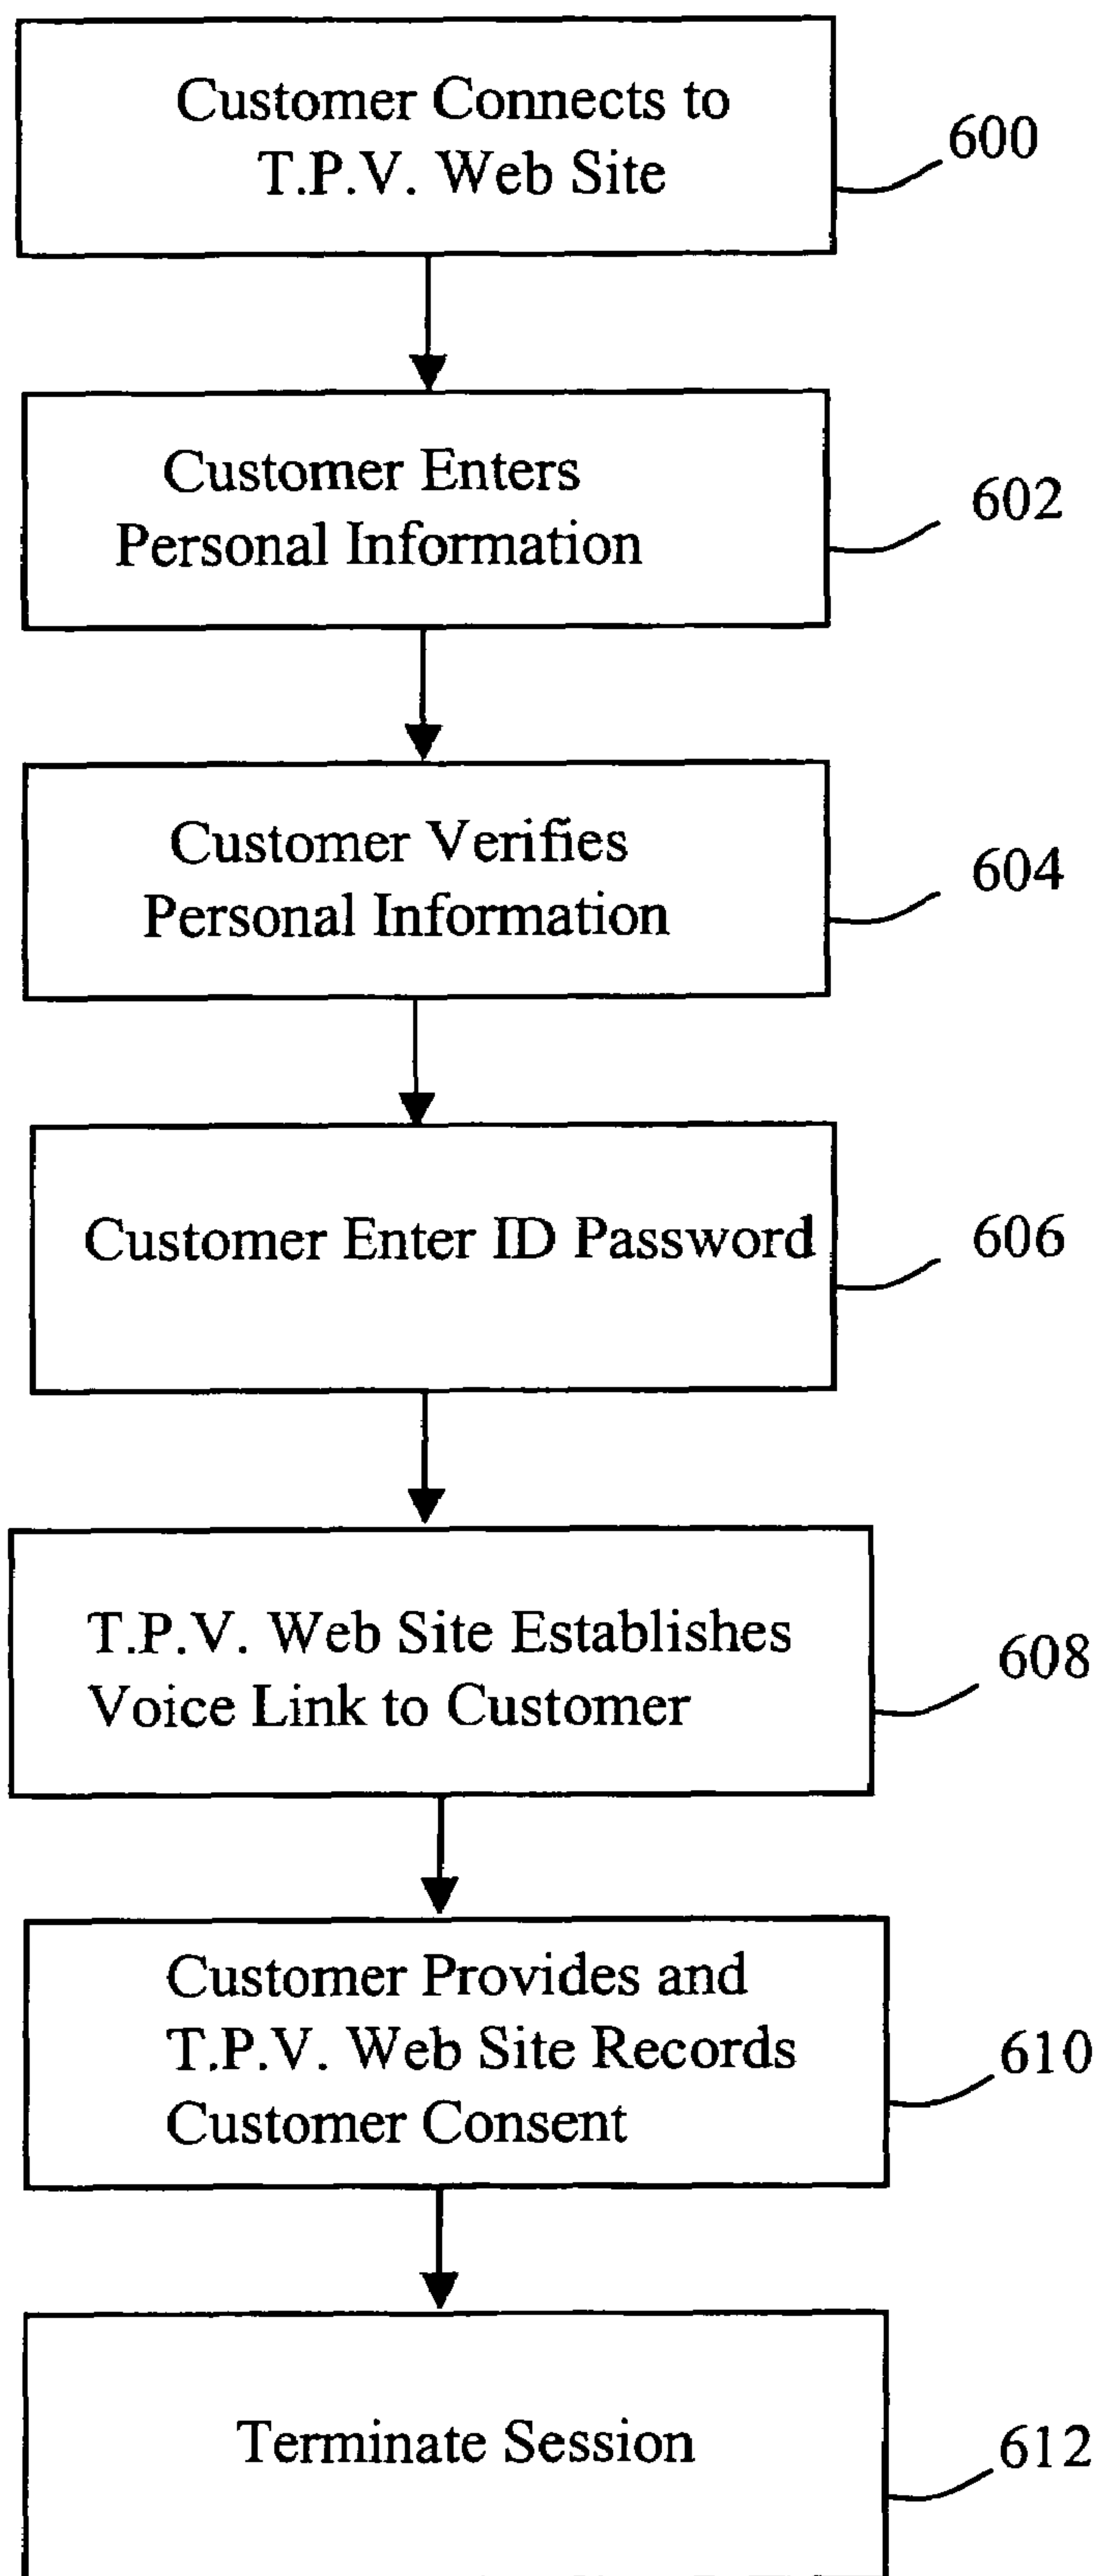 Customer Connects to
T.P.V. Web Site
600
Customer Enters
Personal Information
602
Customer Verifies
Personal Information
604
Customer Enter ID Password
606
T.P.V. Web Site Establishes
Voice Link to Customer
608
Customer Provides and
T.P.V. Web Site Records
Customer Consent
610
Terminate Session
612